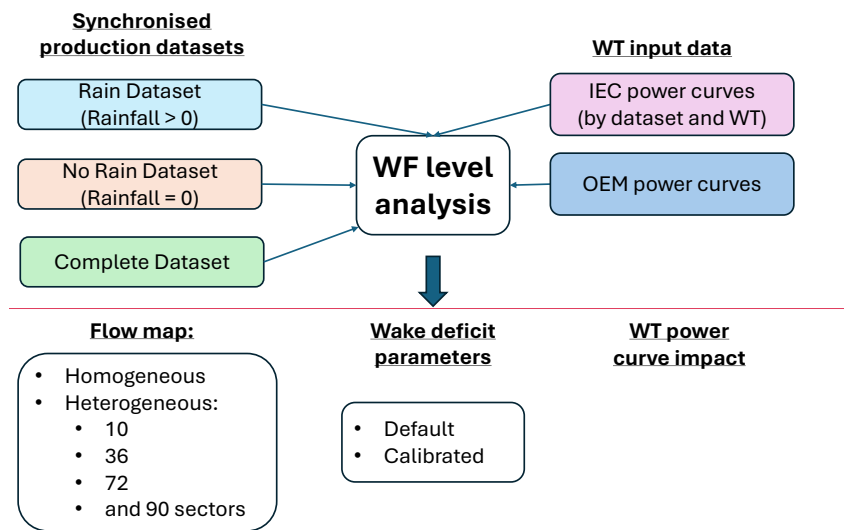 Synchronised
production datasets
WT input data
Rain Dataset
(Rainfall > 0)
IEC power curves
(by dataset and WT)
No Rain Dataset
(Rainfall = 0)
WF level
analysis
OEM power curves
Complete Dataset
Flow map:
• Homogeneous
• Heterogeneous:
• 10
• 36
• 72
• and 90 sectors
Wake deficit
parameters
• Default
• Calibrated
WT power
curve impact